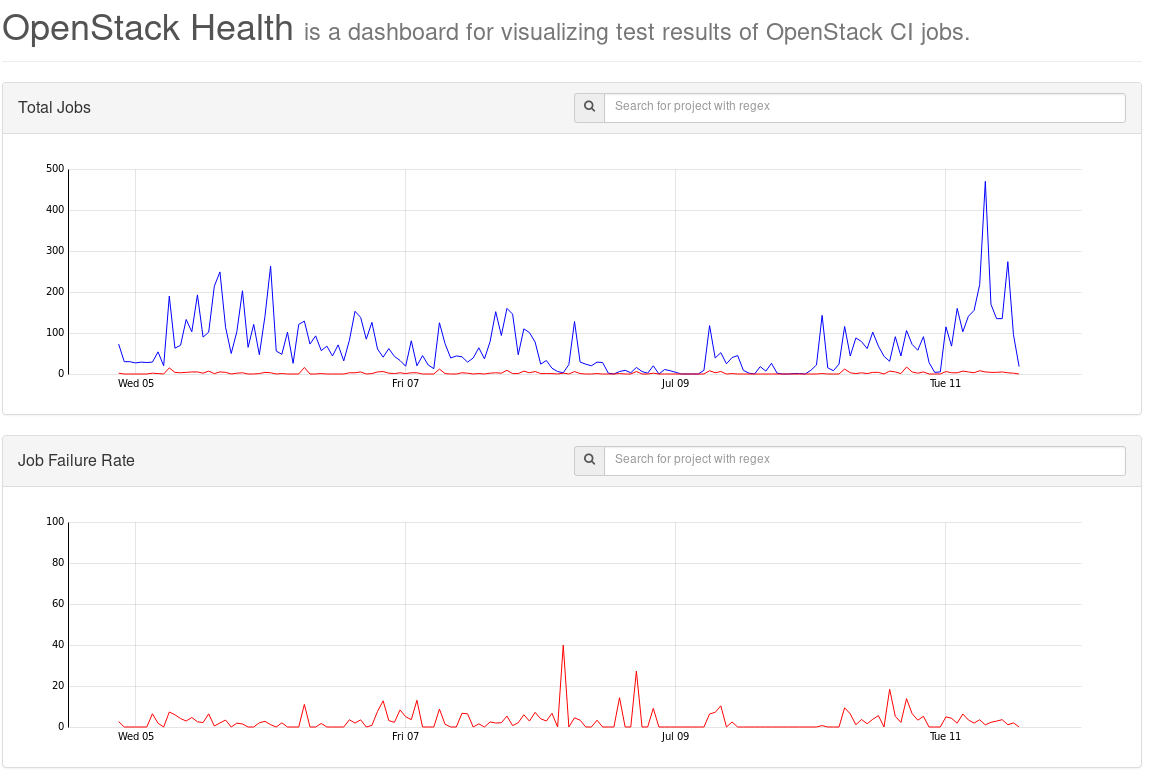 OpenStack Health is a dashboard for visualizing test results of OpenStack CI jobs.
Total Jobs
Search for project with regex
500
400
300
200
100
0
Wed 05 Fri 07 Jul 09 Tue 11
Job Failure Rate
Search for project with regex
100
80
60
40
20
0
Wed 05 Fri 07 Jul 09 Tue 11